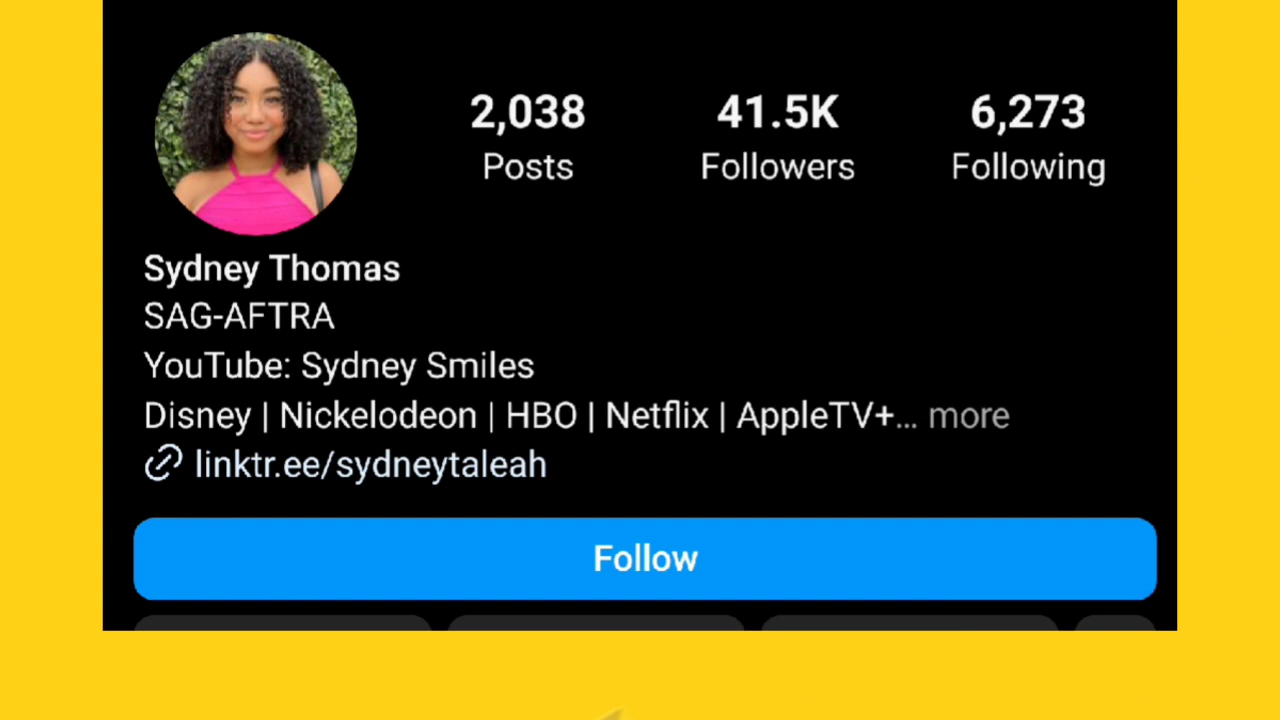 2,038 41.5K 6,273
Posts Followers Following
Sydney Thomas
SAG-AFTRA
YouTube: Sydney Smiles
Disney | Nickelodeon | HBO | Netflix | AppleTV+... more
linktr.ee/sydneytaleah
Follow